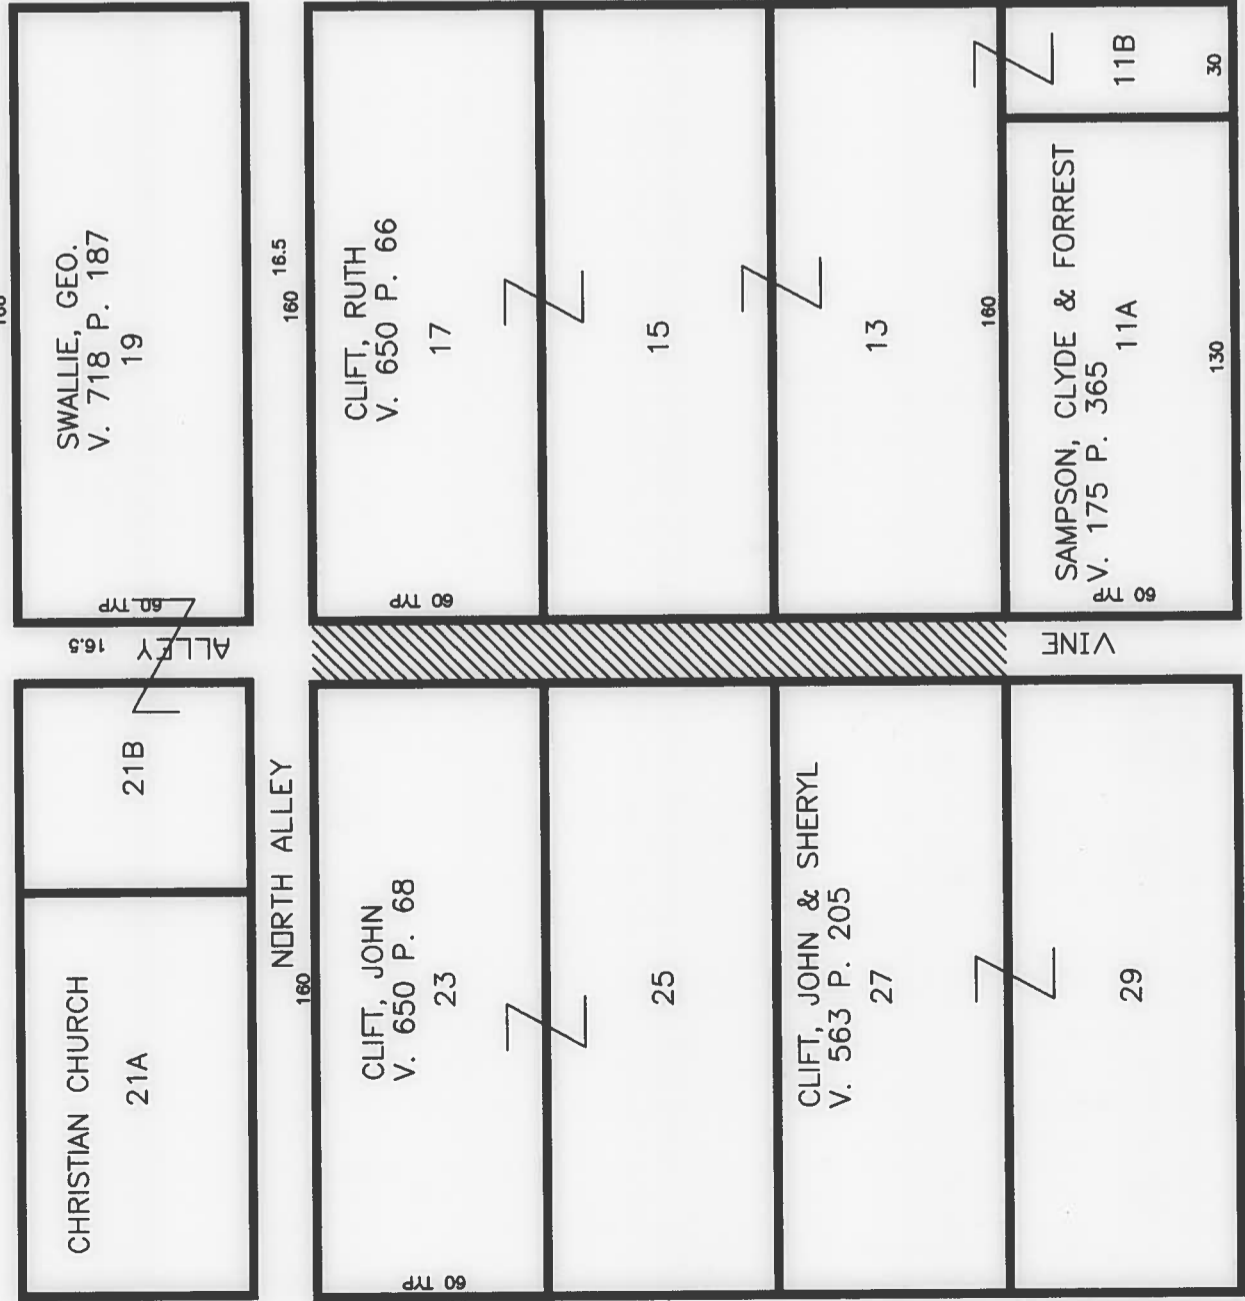 160
SWALLIE, GEO.
V. 718 P. 187
19
60 TYP
ALLEY
16.5
21B
CHRISTIAN CHURCH
21A
NORTH ALLEY
160
16.5
160
CLIFT, RUTH
V. 650 P. 66
17
60 TYP
15
13
160
SAMPSON, CLYDE & FORREST
V. 175 P. 365
11A
60 TYP
130
11B
30
VINE
CLIFT, JOHN
V. 650 P. 68
23
60 TYP
25
CLIFT, JOHN & SHERYL
V. 563 P. 205
27
29